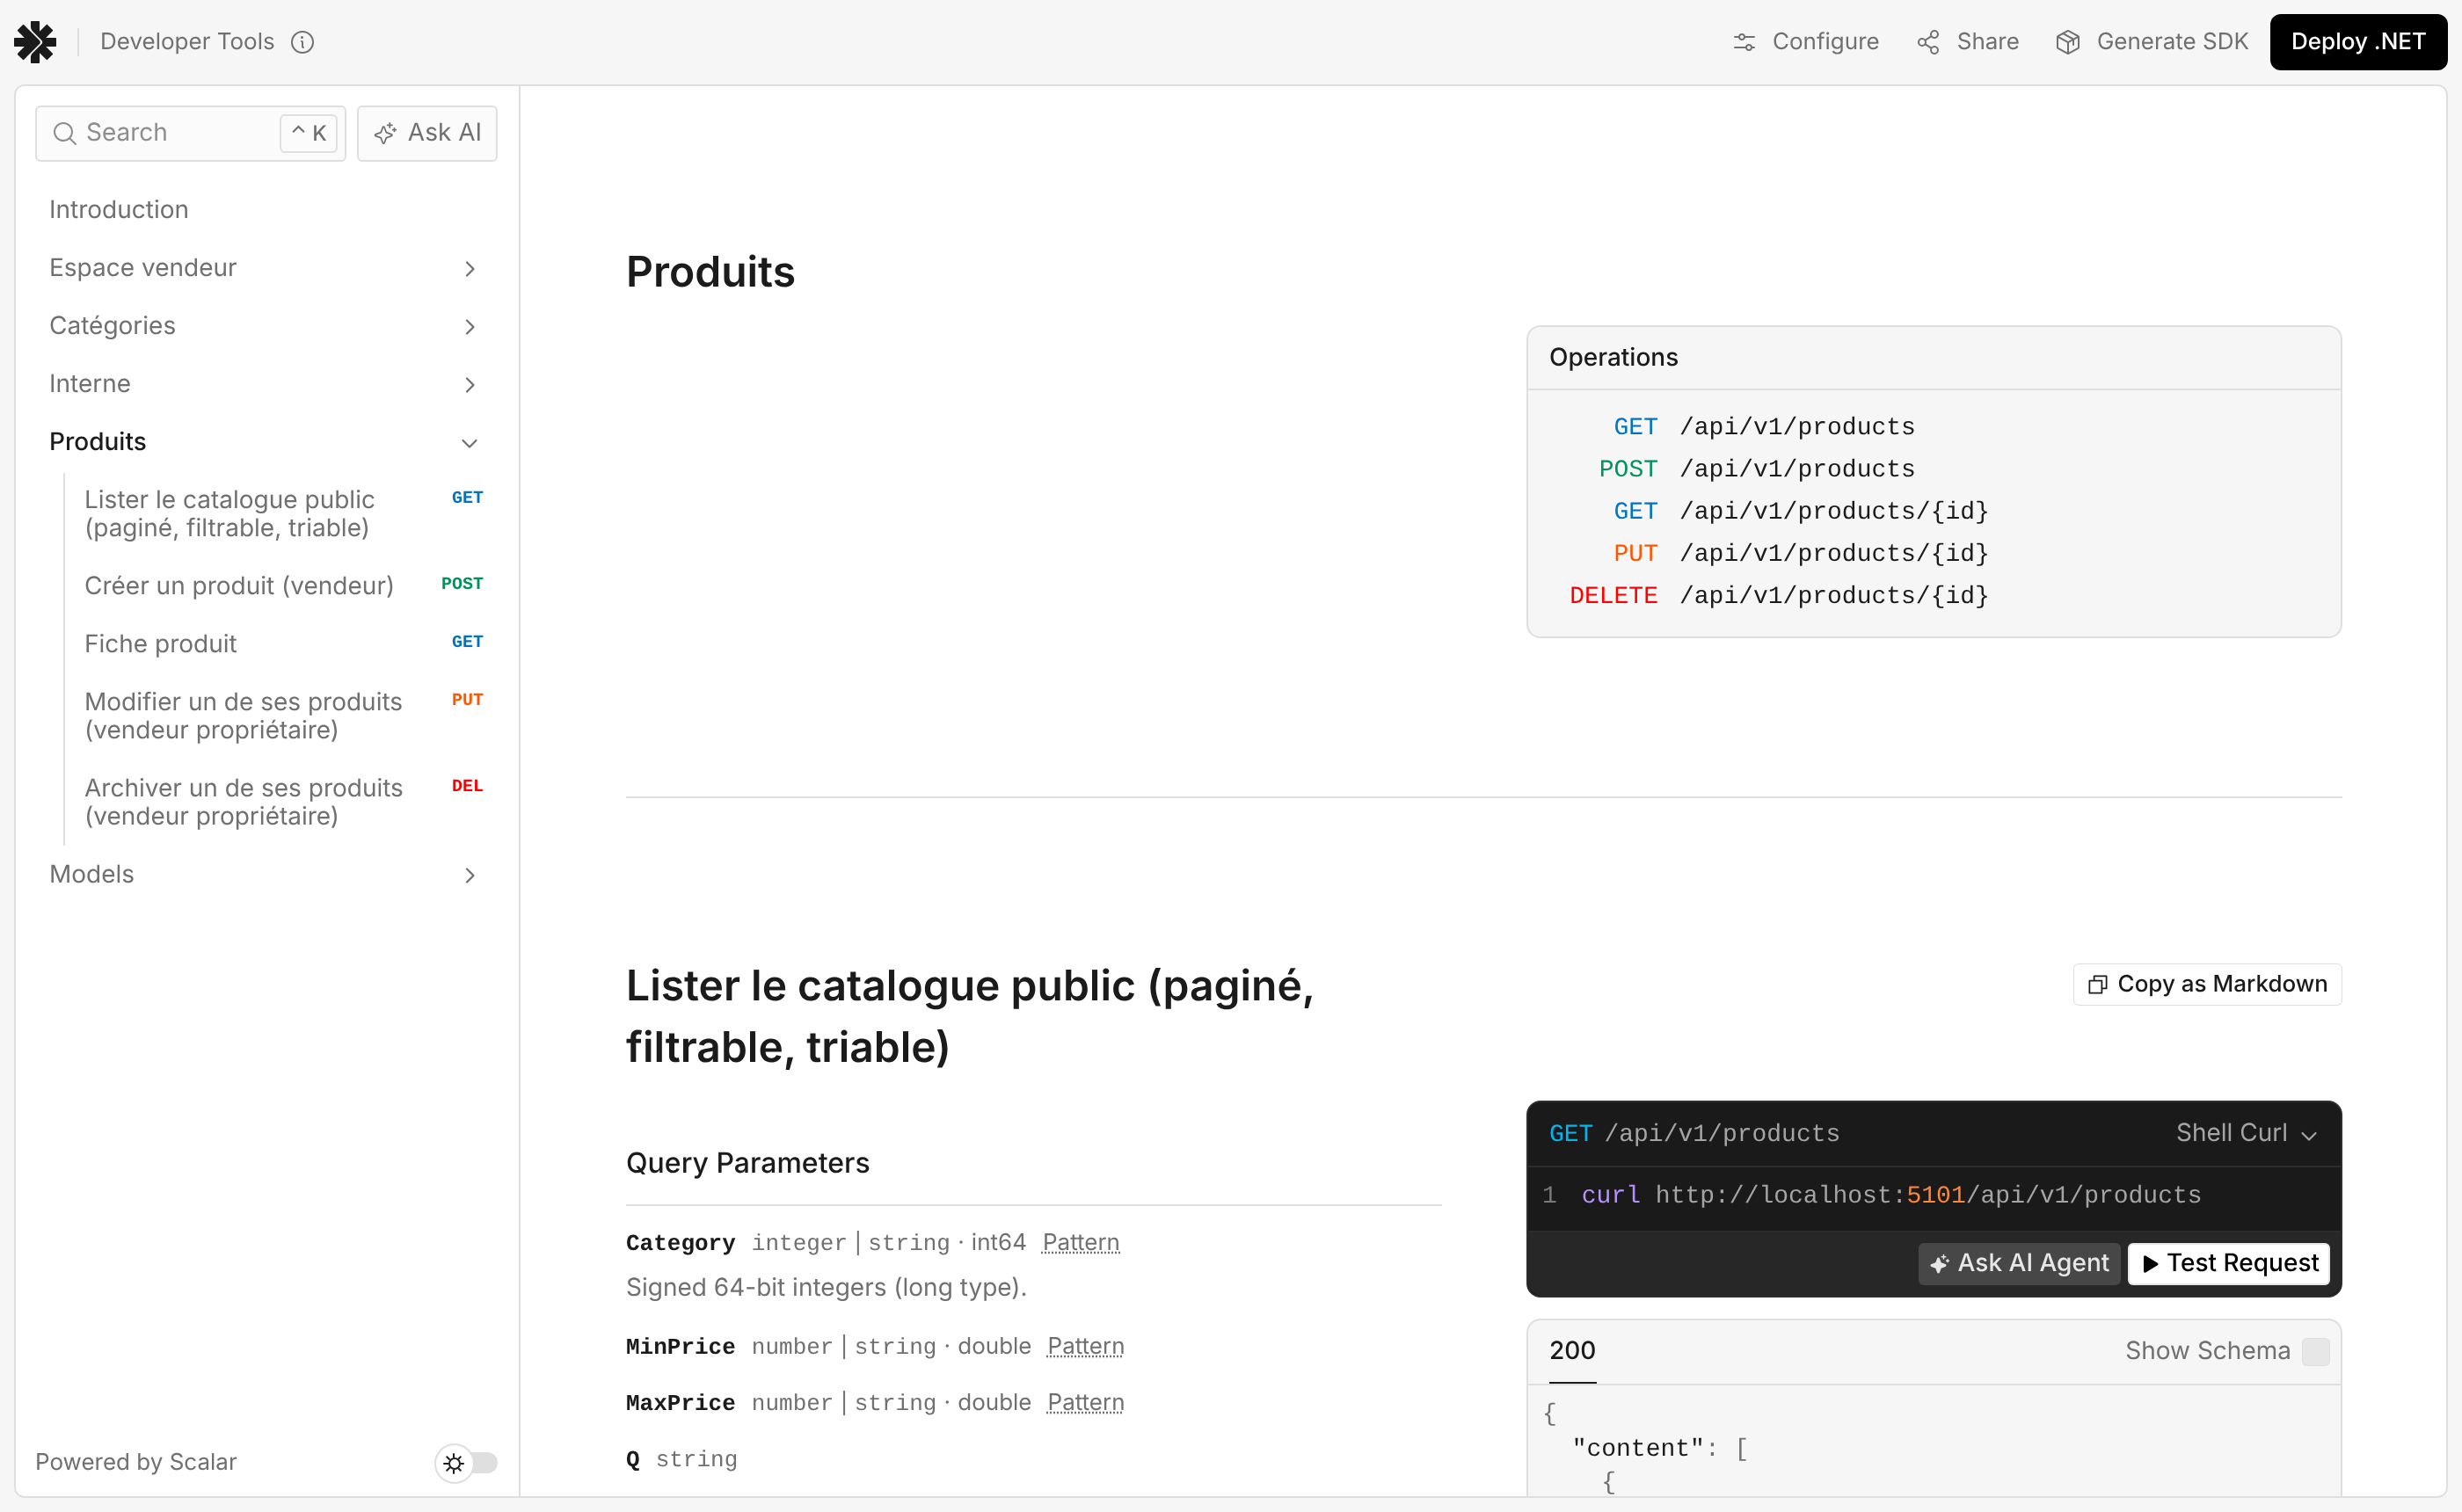 Developer Tools
Configure
Share
Generate SDK
Deploy .NET
Search
^ K
Ask AI
Introduction
Espace vendeur
Catégories
Interne
Produits
Lister le catalogue public GET
(paginé, filtrable, triable)
Créer un produit (vendeur) POST
Fiche produit GET
Modifier un de ses produits PUT
(vendeur propriétaire)
Archiver un de ses produits DEL
(vendeur propriétaire)
Models
Powered by Scalar
Produits
Operations
GET /api/v1/products
POST /api/v1/products
GET /api/v1/products/{id}
PUT /api/v1/products/{id}
DELETE /api/v1/products/{id}
Lister le catalogue public (paginé,
filtrable, triable)
Copy as Markdown
Query Parameters
Category integer | string · int64 Pattern
Signed 64-bit integers (long type).
MinPrice number | string · double Pattern
MaxPrice number | string · double Pattern
Q string
GET /api/v1/products
Shell Curl
1 curl http://localhost:5101/api/v1/products
Ask AI Agent
Test Request
200
Show Schema
{
"content": [
{